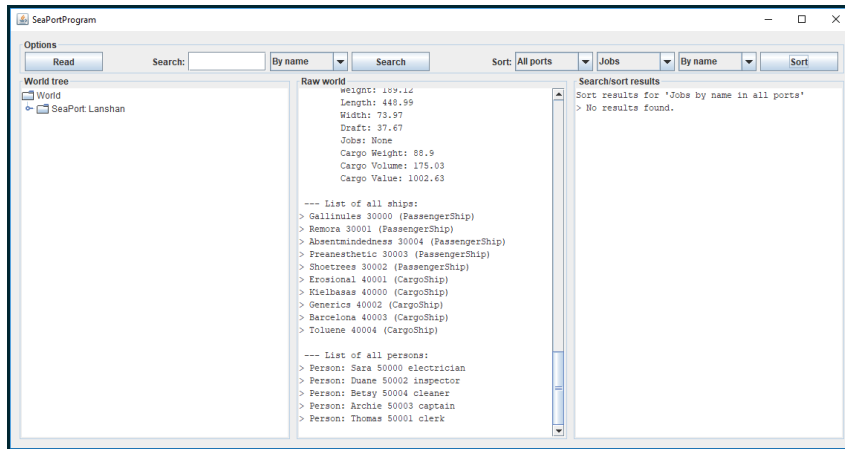 SeaPortProgram
Options
Read Search: By name Search Sort: All ports Jobs By name Sort
World tree
World
SeaPort: Lanshan
Raw world
Weight: 189.12
Length: 448.99
Width: 73.97
Draft: 37.67
Jobs: None
Cargo Weight: 88.9
Cargo Volume: 175.03
Cargo Value: 1002.63
--- List of all ships:
> Gallinules 30000 (PassengerShip)
> Remora 30001 (PassengerShip)
> Absentmindedness 30004 (PassengerShip)
> Preanesthetic 30003 (PassengerShip)
> Shoetrees 30002 (PassengerShip)
> Erosional 40001 (CargoShip)
> Kielbasas 40000 (CargoShip)
> Generics 40002 (CargoShip)
> Barcelona 40003 (CargoShip)
> Toluene 40004 (CargoShip)
--- List of all persons:
> Person: Sara 50000 electrician
> Person: Duane 50002 inspector
> Person: Betsy 50004 cleaner
> Person: Archie 50003 captain
> Person: Thomas 50001 clerk
Search/sort results
Sort results for 'Jobs by name in all ports'
> No results found.